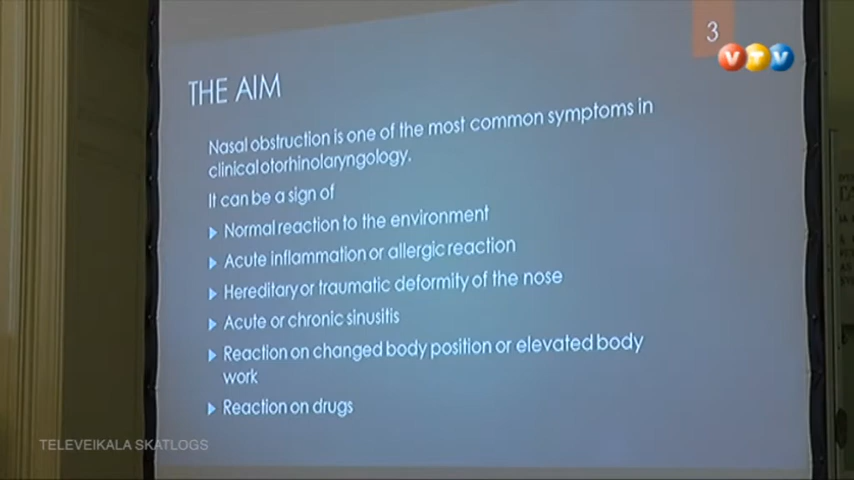 3
VTV
THE AIM
Nasal obstruction is one of the most common symptoms in
clinical otorhinolaryngology.
It can be a sign of
Normal reaction to the environment
Acute inflammation or allergic reaction
Hereditary or traumatic deformity of the nose
Acute or chronic sinusitis
Reaction on changed body position or elevated body
work
Reaction on drugs
TELEVEIKALA SKATLOGS